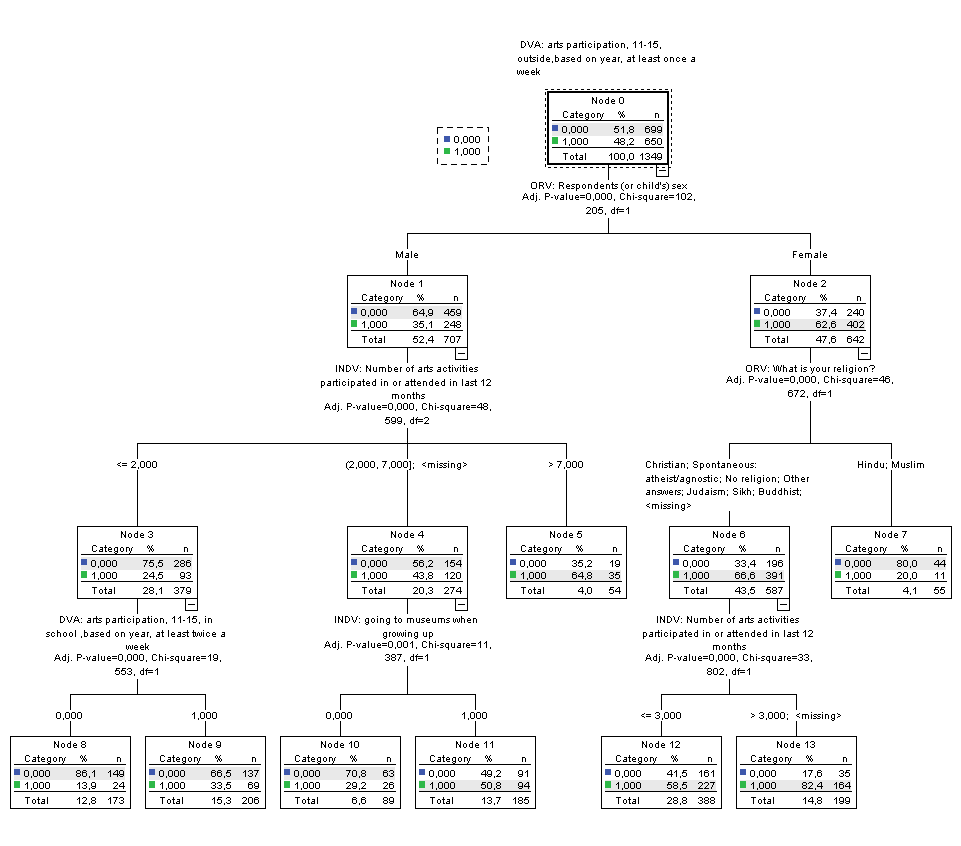 DVA: arts participation, 11-15,
outside,based on year, at least once a
week
Node 0
Category % n
0,000 51,8 699
1,000 48,2 650
Total 100,0 1349
0,000
1,000
ORV: Respondents (or child's) sex
Adj. P-value=0,000, Chi-square=102,
205, df=1
Male
Female
Node 1
Category % n
0,000 64,9 459
1,000 35,1 248
Total 52,4 707
Node 2
Category % n
0,000 37,4 240
1,000 62,6 402
Total 47,6 642
INDV: Number of arts activities
participated in or attended in last 12
months
Adj. P-value=0,000, Chi-square=48,
599, df=2
ORV: What is your religion?
Adj. P-value=0,000, Chi-square=46,
672, df=1
<= 2,000
(2,000, 7,000]; <missing>
> 7,000
Christian; Spontaneous:
atheist/agnostic; No religion; Other
answers; Judaism; Sikh; Buddhist;
<missing>
Hindu; Muslim
Node 3
Category % n
0,000 75,5 286
1,000 24,5 93
Total 28,1 379
Node 4
Category % n
0,000 56,2 154
1,000 43,8 120
Total 20,3 274
Node 5
Category % n
0,000 35,2 19
1,000 64,8 35
Total 4,0 54
Node 6
Category % n
0,000 33,4 196
1,000 66,6 391
Total 43,5 587
Node 7
Category % n
0,000 80,0 44
1,000 20,0 11
Total 4,1 55
DVA: arts participation, 11-15, in
school ,based on year, at least twice a
week
Adj. P-value=0,000, Chi-square=19,
553, df=1
INDV: going to museums when
growing up
Adj. P-value=0,001, Chi-square=11,
387, df=1
INDV: Number of arts activities
participated in or attended in last 12
months
Adj. P-value=0,000, Chi-square=33,
802, df=1
0,000
1,000
0,000
1,000
<= 3,000
> 3,000; <missing>
Node 8
Category % n
0,000 86,1 149
1,000 13,9 24
Total 12,8 173
Node 9
Category % n
0,000 66,5 137
1,000 33,5 69
Total 15,3 206
Node 10
Category % n
0,000 70,8 63
1,000 29,2 26
Total 6,6 89
Node 11
Category % n
0,000 49,2 91
1,000 50,8 94
Total 13,7 185
Node 12
Category % n
0,000 41,5 161
1,000 58,5 227
Total 28,8 388
Node 13
Category % n
0,000 17,6 35
1,000 82,4 164
Total 14,8 199